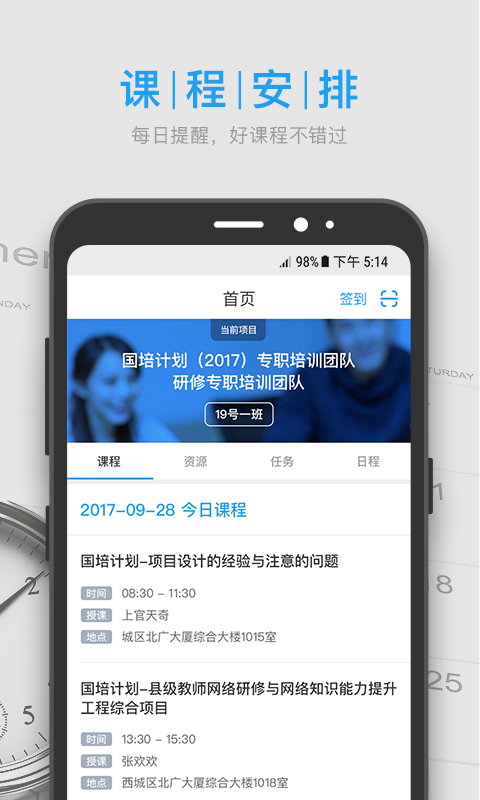 课|程|安|排
每日提醒，好课程不错过
98% 下午 5:14
首页
签到
当前项目
国培计划（2017）专职培训团队
研修专职培训团队
19号一班
课程 资源 任务 日程
2017-09-28 今日课程
国培计划-项目设计的经验与注意的问题
时间 08:30 - 11:30
授课 上官天奇
地点 城区北广大厦综合大楼1015室
国培计划-县级教师网络研修与网络知识能力提升
工程综合项目
时间 13:30 - 15:30
授课 张欢欢
地点 西城区北广大厦综合大楼1018室
NDAY
TURDAY
18
25
2
5